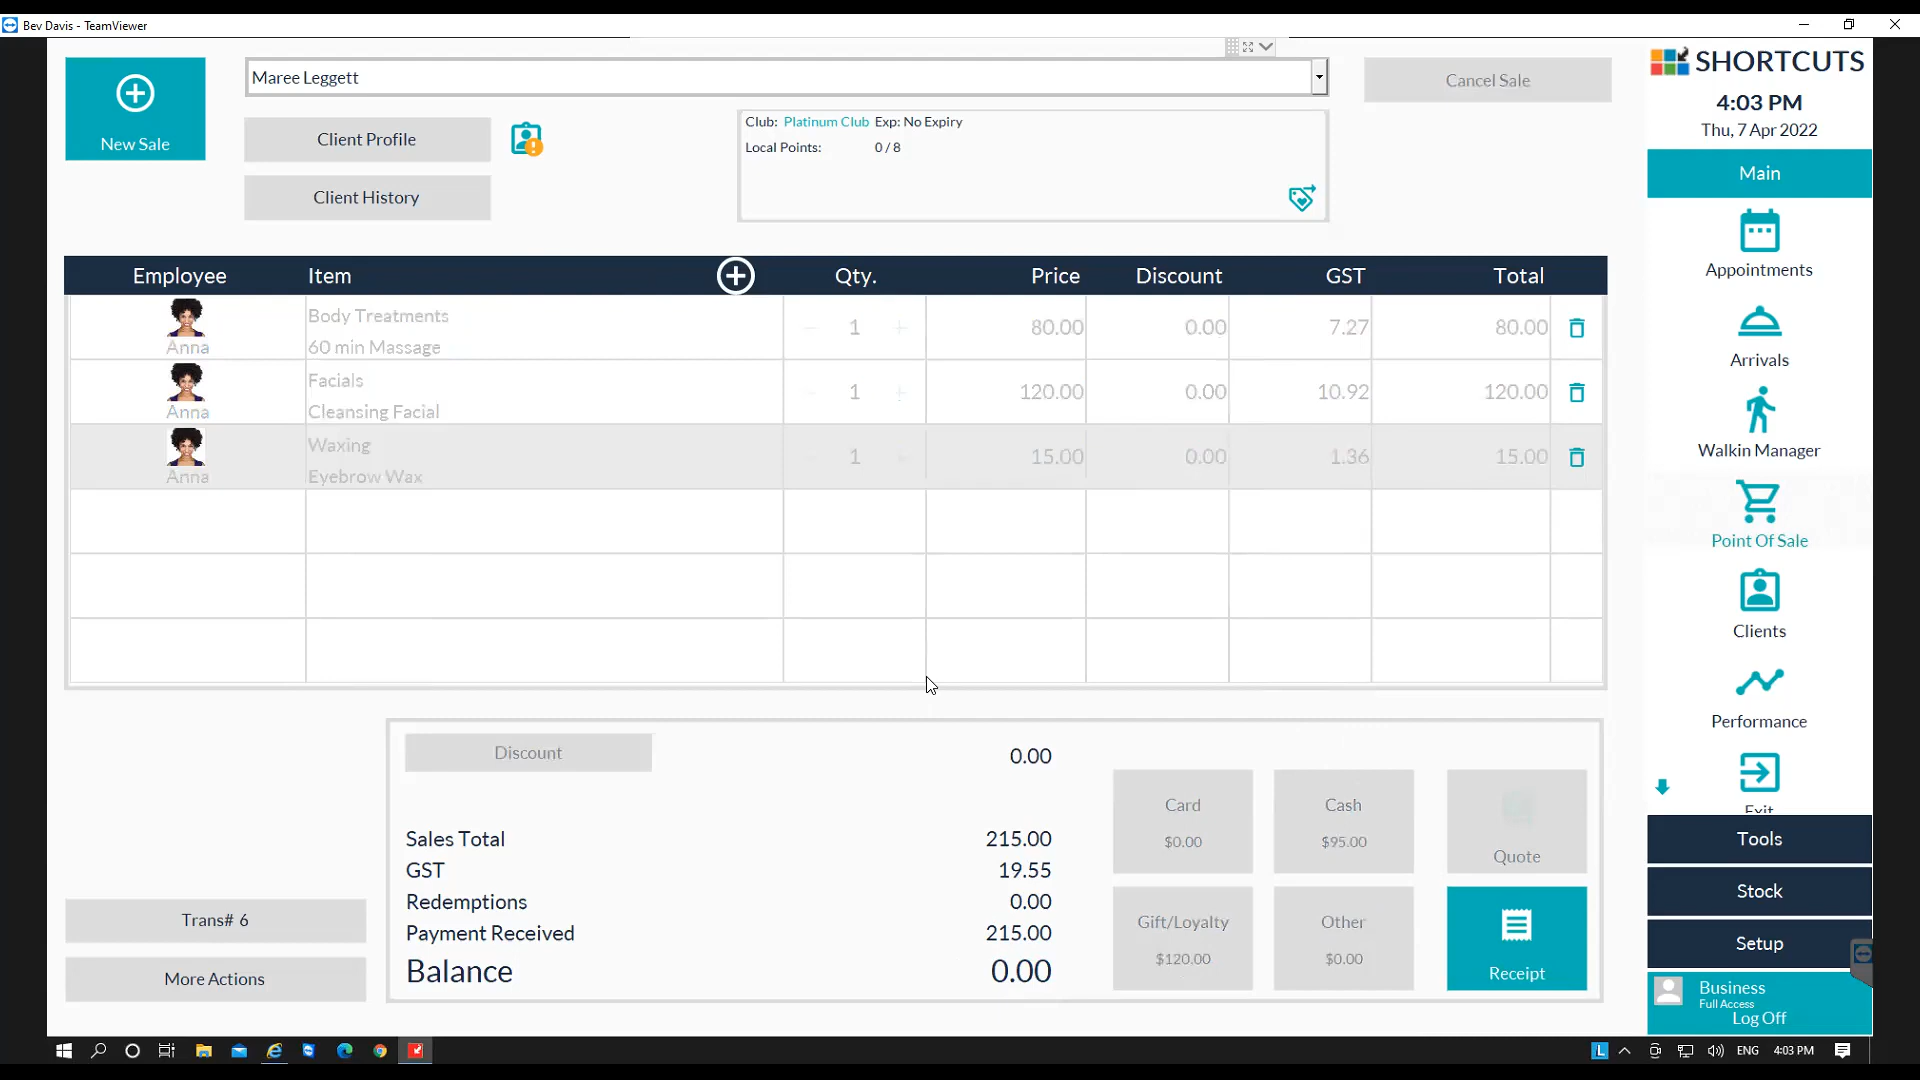 Bev Davis - TeamViewer
New Sale
Maree Leggett
Cancel Sale
Client Profile
Client History
Club: Platinum Club Exp: No Expiry
Local Points: 0 / 8
SHORTCUTS
4:03 PM
Thu, 7 Apr 2022
Main
Appointments
Arrivals
Walkin Manager
Point Of Sale
Clients
Performance
Exit
Tools
Stock
Setup
Business
Full Access
Log Off
Employee Item Qty. Price Discount GST Total
Body Treatments
Anna 60 min Massage 1 80.00 0.00 7.27 80.00
Facials
Anna Cleansing Facial 1 120.00 0.00 10.92 120.00
Waxing
Anna Eyebrow Wax 1 15.00 0.00 1.36 15.00
Discount 0.00
Sales Total 215.00
GST 19.55
Redemptions 0.00
Payment Received 215.00
Balance 0.00
Card
$0.00
Cash
$95.00
Quote
Gift/Loyalty
$120.00
Other
$0.00
Receipt
Trans# 6
More Actions
L
ENG
4:03 PM